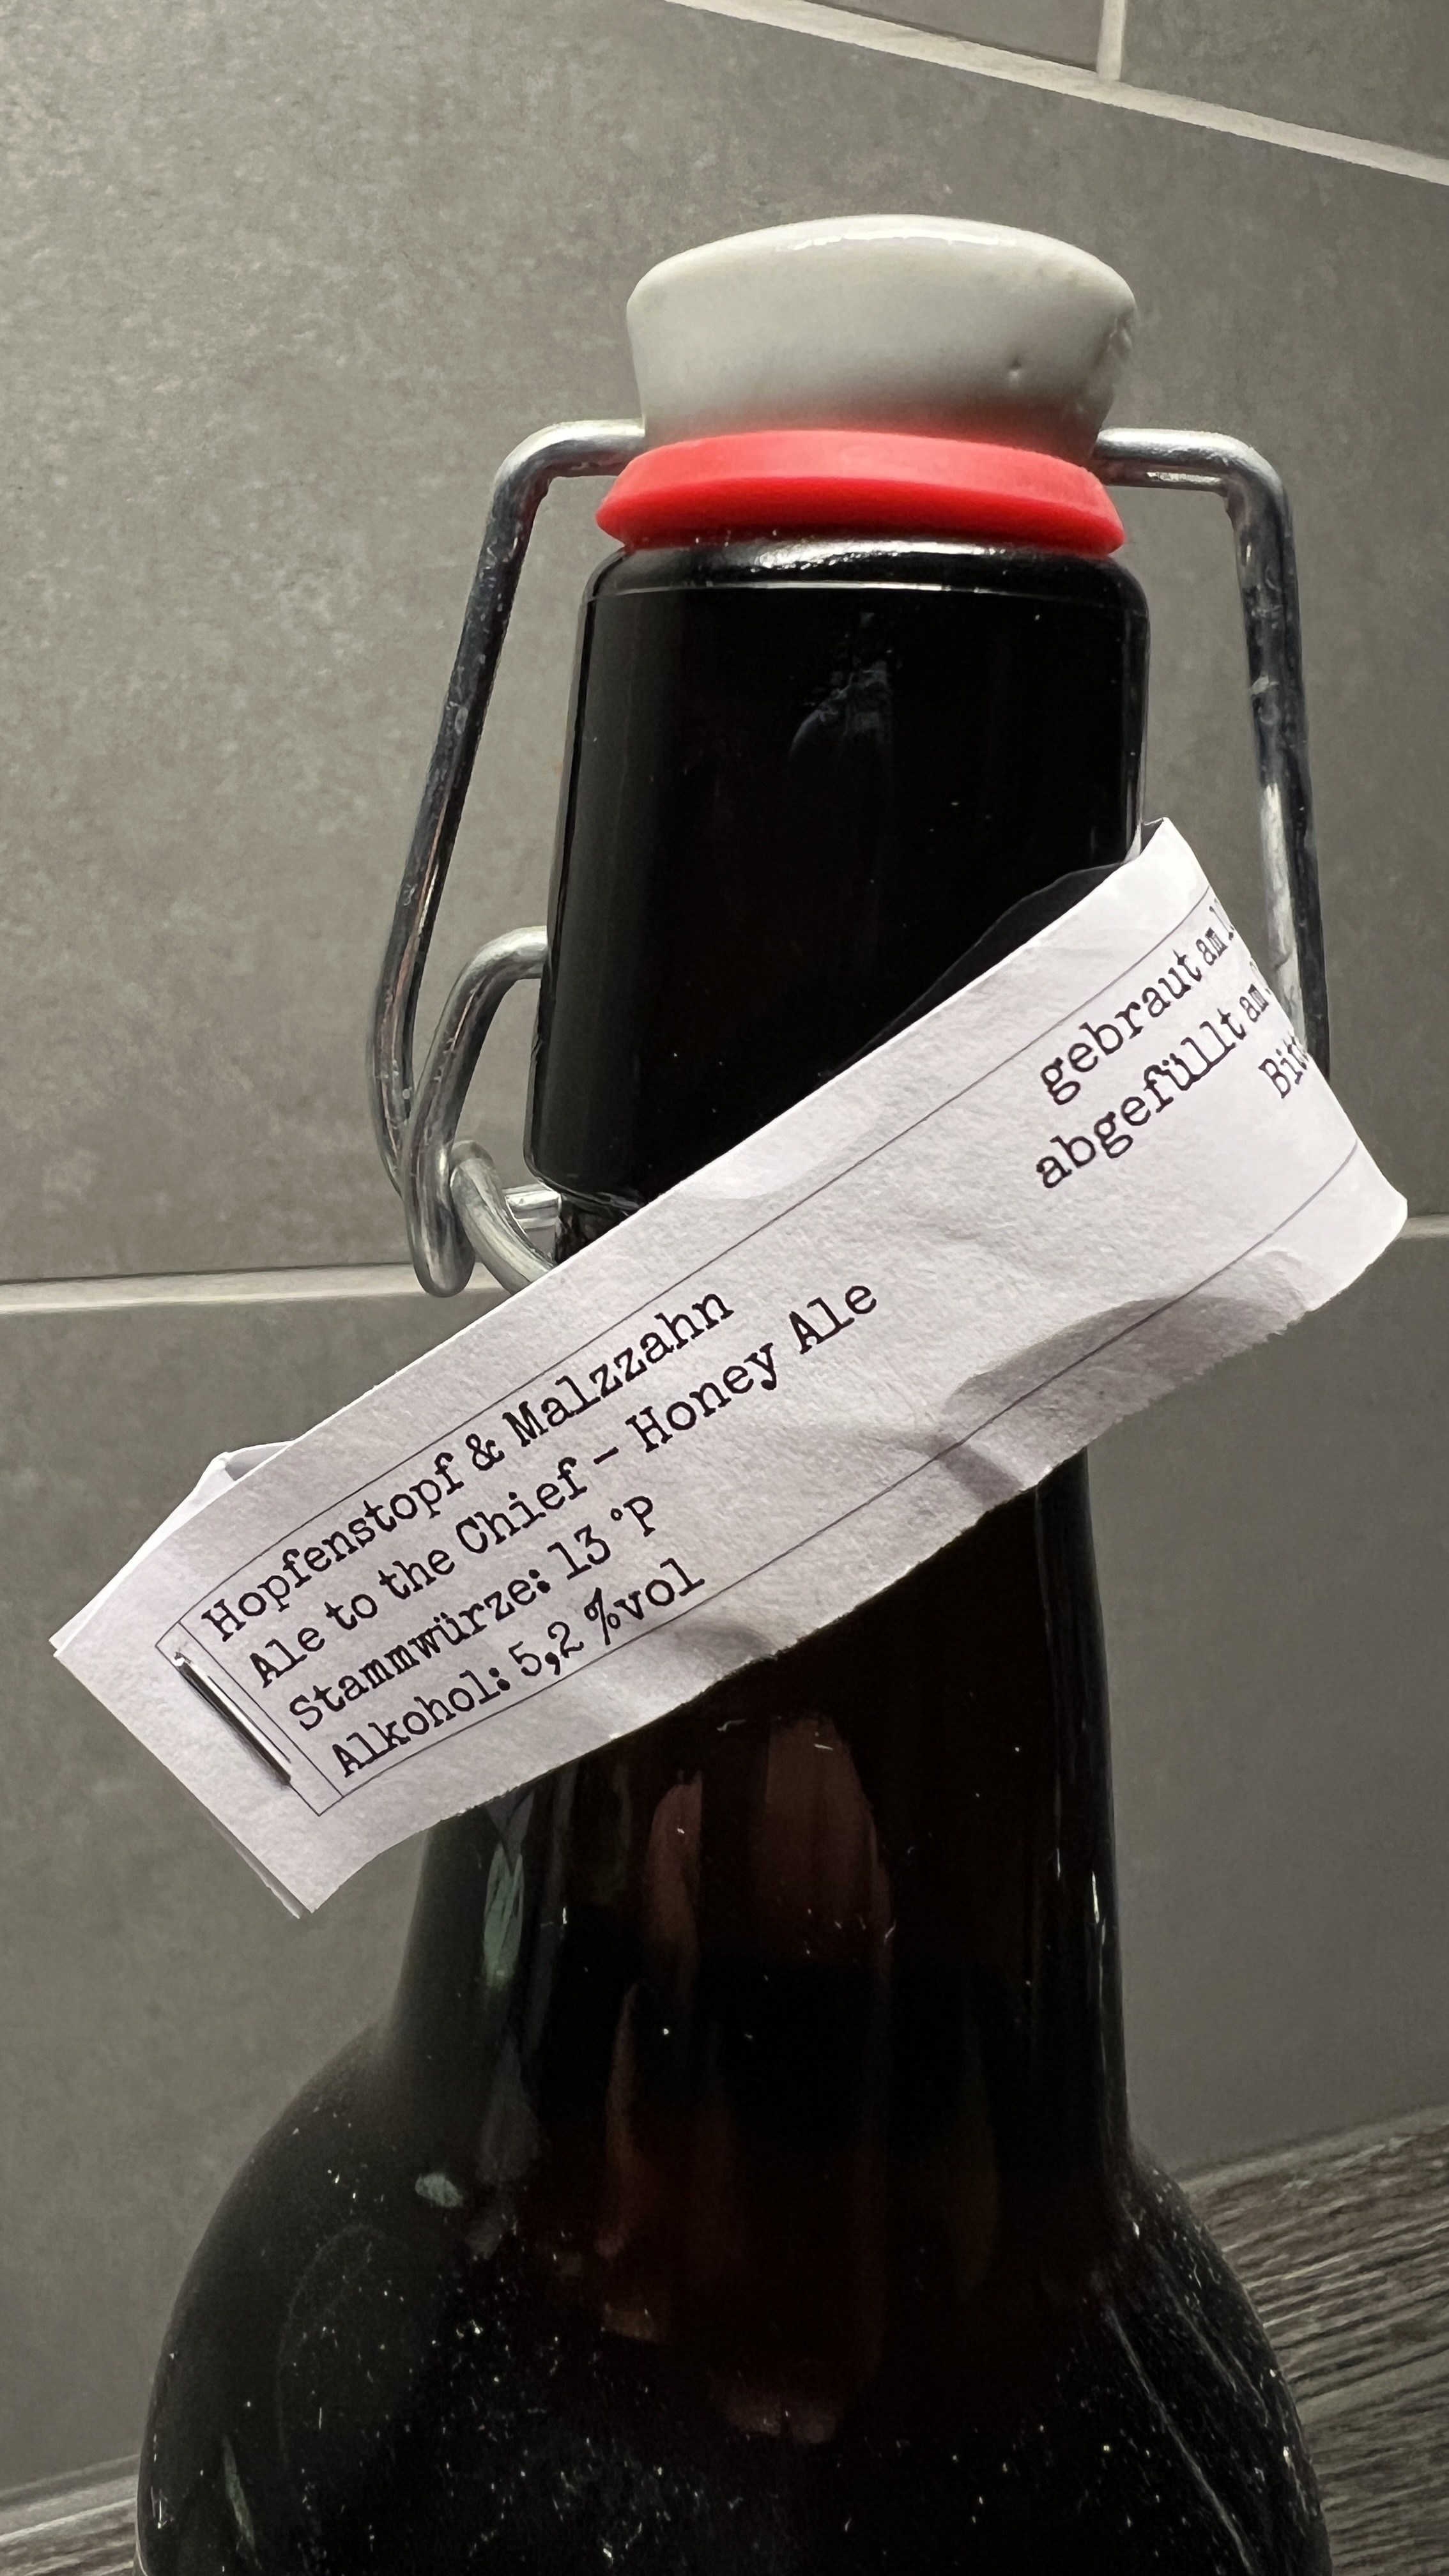 Hopfenstopf & Malzzahn
Ale to the Chief – Honey Ale
Stammwürze: 13 °P
Alkohol: 5,2 %vol
gebraut am
abgefüllt am